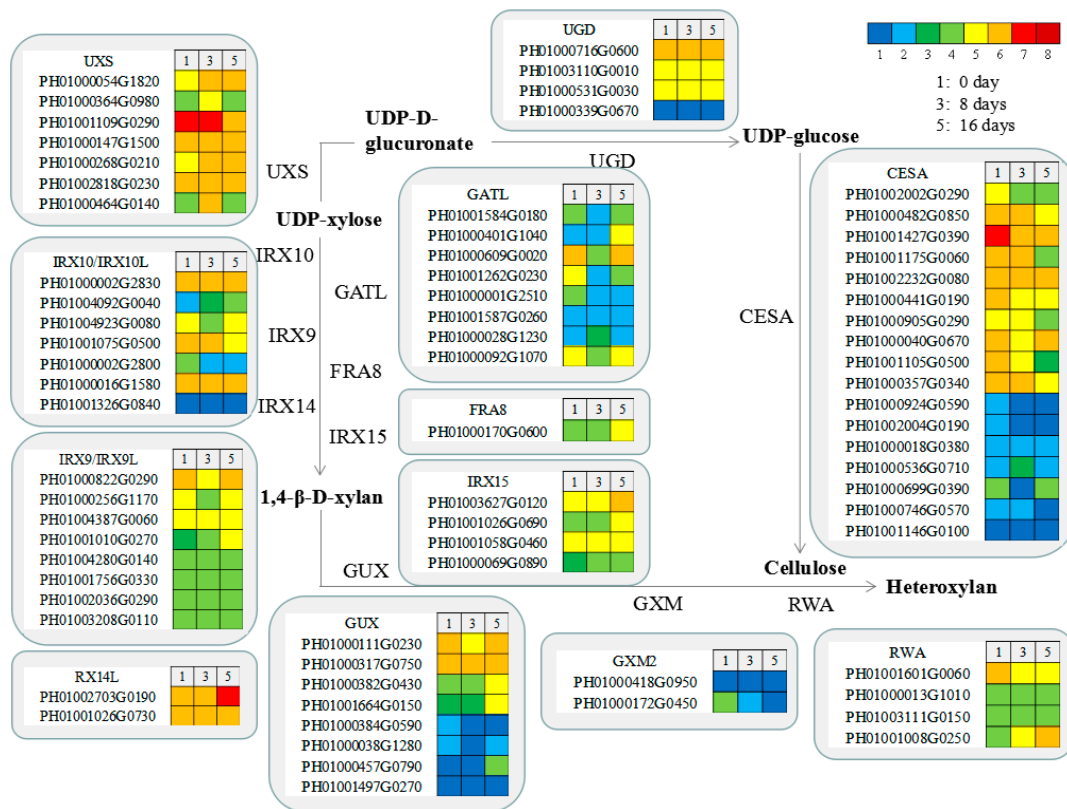 UGD
1 3 5
PH01000716G0600
PH01003110G0010
PH01000531G0030
PH01000339G0670
1 2 3 4 5 6 7 8
1: 0 day
3: 8 days
5: 16 days
UXS
1 3 5
PH01000054G1820
PH01000364G0980
PH01001109G0290
PH01000147G1500
PH01000268G0210
PH01002818G0230
PH01000464G0140
UDP-D-
glucuronate
UDP-glucose
UXS
UGD
UDP-xylose
GATL
1 3 5
PH01001584G0180
PH01000401G1040
PH01000609G0020
PH01001262G0230
PH01000001G2510
PH01001587G0260
PH01000028G1230
PH01000092G1070
CESA
1 3 5
PH01002002G0290
PH01000482G0850
PH01001427G0390
PH01001175G0060
PH01002232G0080
PH01000441G0190
PH01000905G0290
PH01000040G0670
PH01001105G0500
PH01000357G0340
PH01000924G0590
PH01002004G0190
PH01000018G0380
PH01000536G0710
PH01000699G0390
PH01000746G0570
PH01001146G0100
IRX10/IRX10L
1 3 5
PH01000002G2830
PH01004092G0040
PH01004923G0080
PH01001075G0500
PH01000002G2800
PH01000016G1580
PH01001326G0840
IRX10
GATL
IRX9
FRA8
IRX14
IRX15
CESA
FRA8
1 3 5
PH01000170G0600
IRX9/IRX9L
1 3 5
PH01000822G0290
PH01000256G1170
PH01004387G0060
PH01001010G0270
PH01004280G0140
PH01001756G0330
PH01002036G0290
PH01003208G0110
IRX15
1 3 5
PH01003627G0120
PH01001026G0690
PH01001058G0460
PH01000069G0890
1,4-β-D-xylan
GUX
Cellulose
Heteroxylan
GXM
RWA
RX14L
1 3 5
PH01002703G0190
PH01001026G0730
GUX
1 3 5
PH01000111G0230
PH01000317G0750
PH01000382G0430
PH01001664G0150
PH01000384G0590
PH01000038G1280
PH01000457G0790
PH01001497G0270
GXM2
1 3 5
PH01000418G0950
PH01000172G0450
RWA
1 3 5
PH01001601G0060
PH01000013G1010
PH01003111G0150
PH01001008G0250